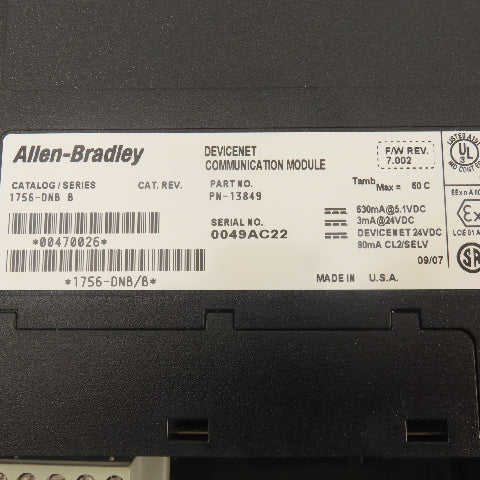 Allen-Bradley
CATALOG / SERIES
CAT. REV.
1756-DNB B
*00470026*
*1756-DNB/B*
DEVICENET
COMMUNICATION MODULE
PART NO.
PN-13849
SERIAL NO.
0049AC22
F/W REV.
7.002
Tamb Max = 60 C
630mA@5.1VDC
3mA@24VDC
DEVICENET 24VDC
90mA CL2/SELV
09/07
MADE IN U.S.A.
UL
Ex